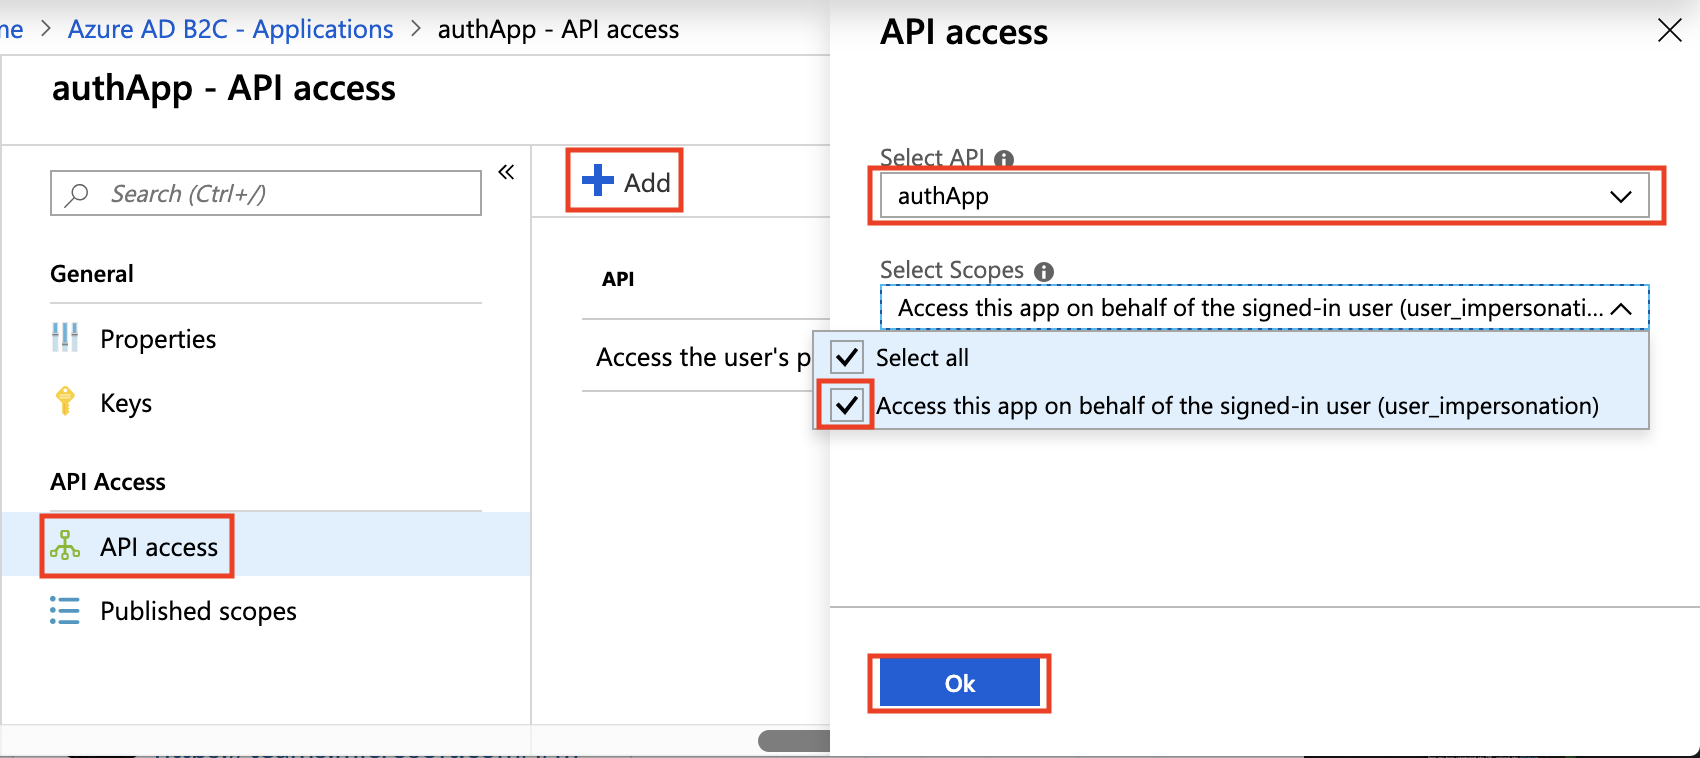 me > Azure AD B2C - Applications > authApp - API access
authApp - API access
Search (Ctrl+/)
«
General
Properties
Keys
API Access
API access
Published scopes
Add
API
Access the user's p
API access
Select API
authApp
Select Scopes
Access this app on behalf of the signed-in user (user_impersonati...
Select all
Access this app on behalf of the signed-in user (user_impersonation)
Ok